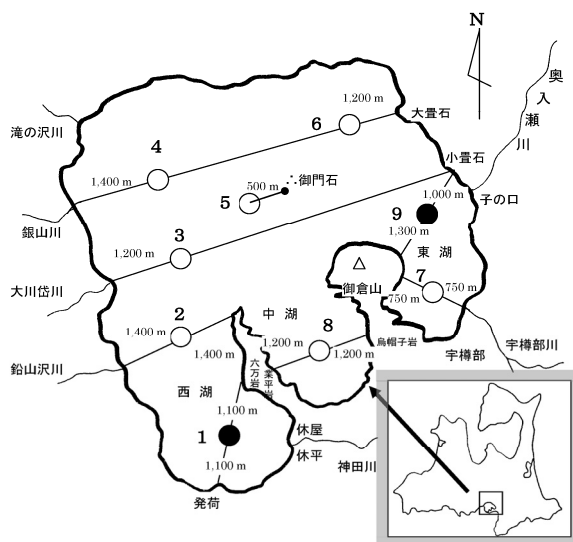 N
奥入瀬川
1,200 m
大畳石
6
滝の沢川
4
小畳石
1,400 m
御門石
500 m
1,000 m
子の口
5
9
銀山川
1,300 m
3
東湖
1,200 m
7
御倉山
750 m
750 m
大川岱川
2
中湖
8
1,400 m
1,200 m
烏帽子岩
宇樽部川
1,400 m
1,200 m
宇樽部
鉛山沢川
六万岩
業平岩
西湖
1,100 m
休屋
1
休平
神田川
1,100 m
発荷